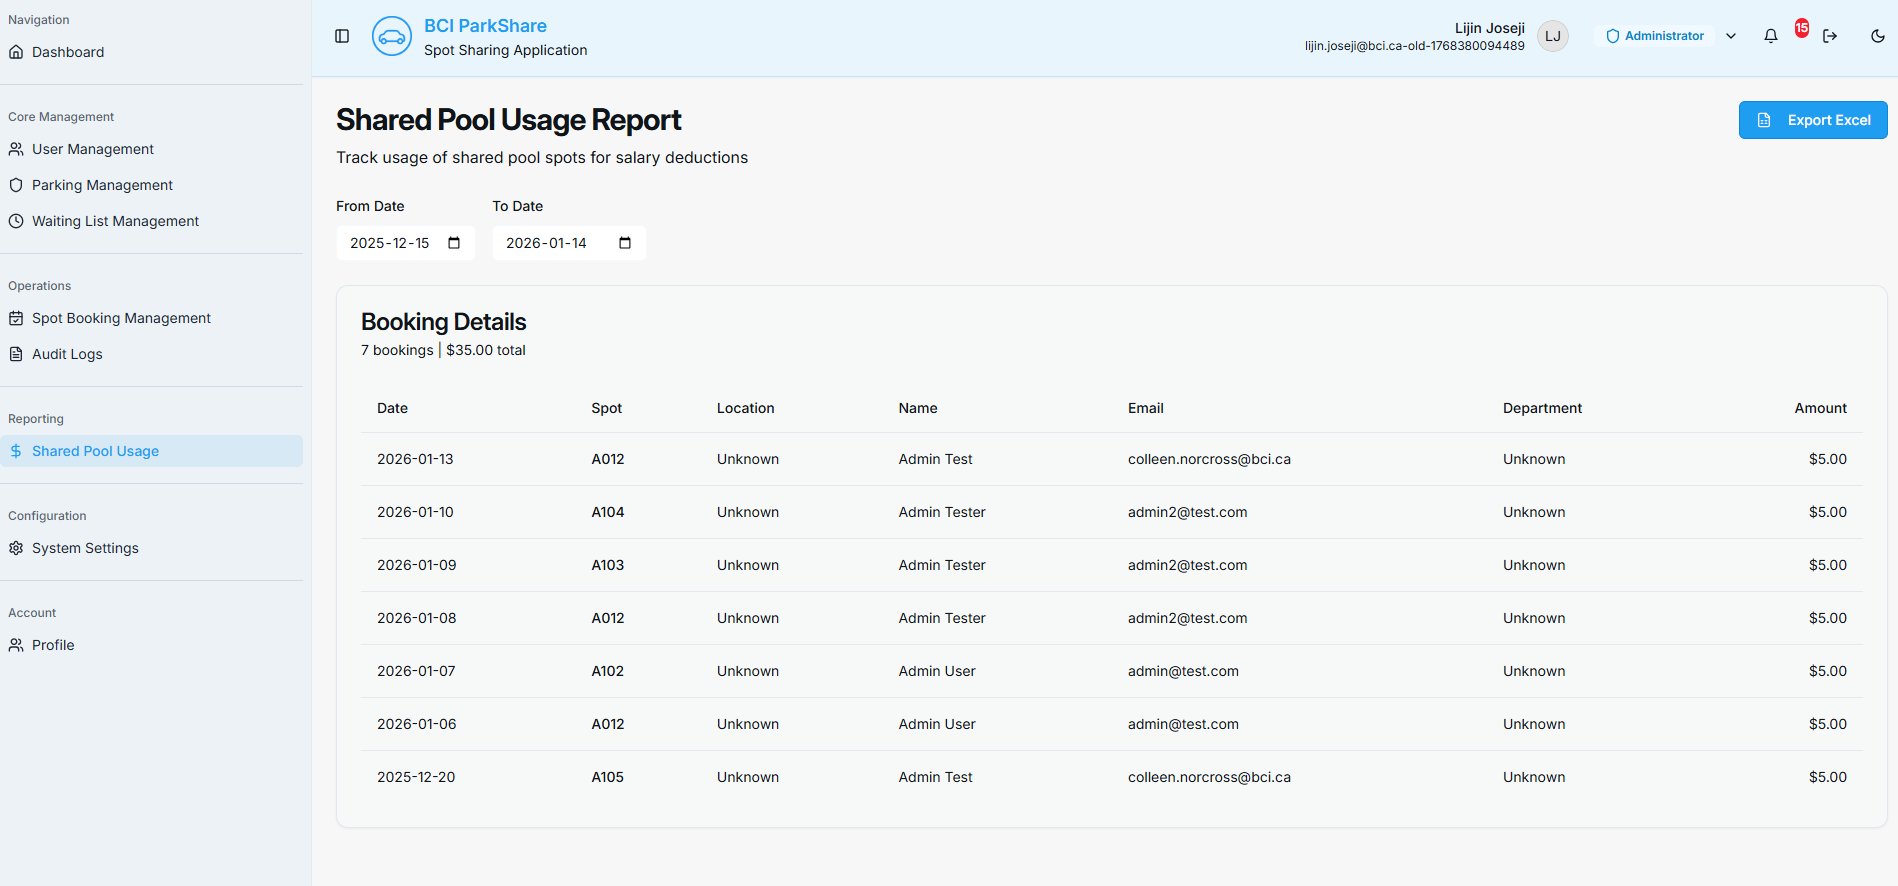 Navigation
Dashboard
Core Management
User Management
Parking Management
Waiting List Management
Operations
Spot Booking Management
Audit Logs
Reporting
Shared Pool Usage
Configuration
System Settings
Account
Profile
BCI ParkShare
Spot Sharing Application
Lijin Joseji
lijin.joseji@bci.ca-old-1768380094489
LJ
Administrator
15
Shared Pool Usage Report
Track usage of shared pool spots for salary deductions
Export Excel
From Date To Date
2025-12-15 2026-01-14
Booking Details
7 bookings | $35.00 total
Date Spot Location Name Email Department Amount
2026-01-13 A012 Unknown Admin Test colleen.norcross@bci.ca Unknown $5.00
2026-01-10 A104 Unknown Admin Tester admin2@test.com Unknown $5.00
2026-01-09 A103 Unknown Admin Tester admin2@test.com Unknown $5.00
2026-01-08 A012 Unknown Admin Tester admin2@test.com Unknown $5.00
2026-01-07 A102 Unknown Admin User admin@test.com Unknown $5.00
2026-01-06 A012 Unknown Admin User admin@test.com Unknown $5.00
2025-12-20 A105 Unknown Admin Test colleen.norcross@bci.ca Unknown $5.00